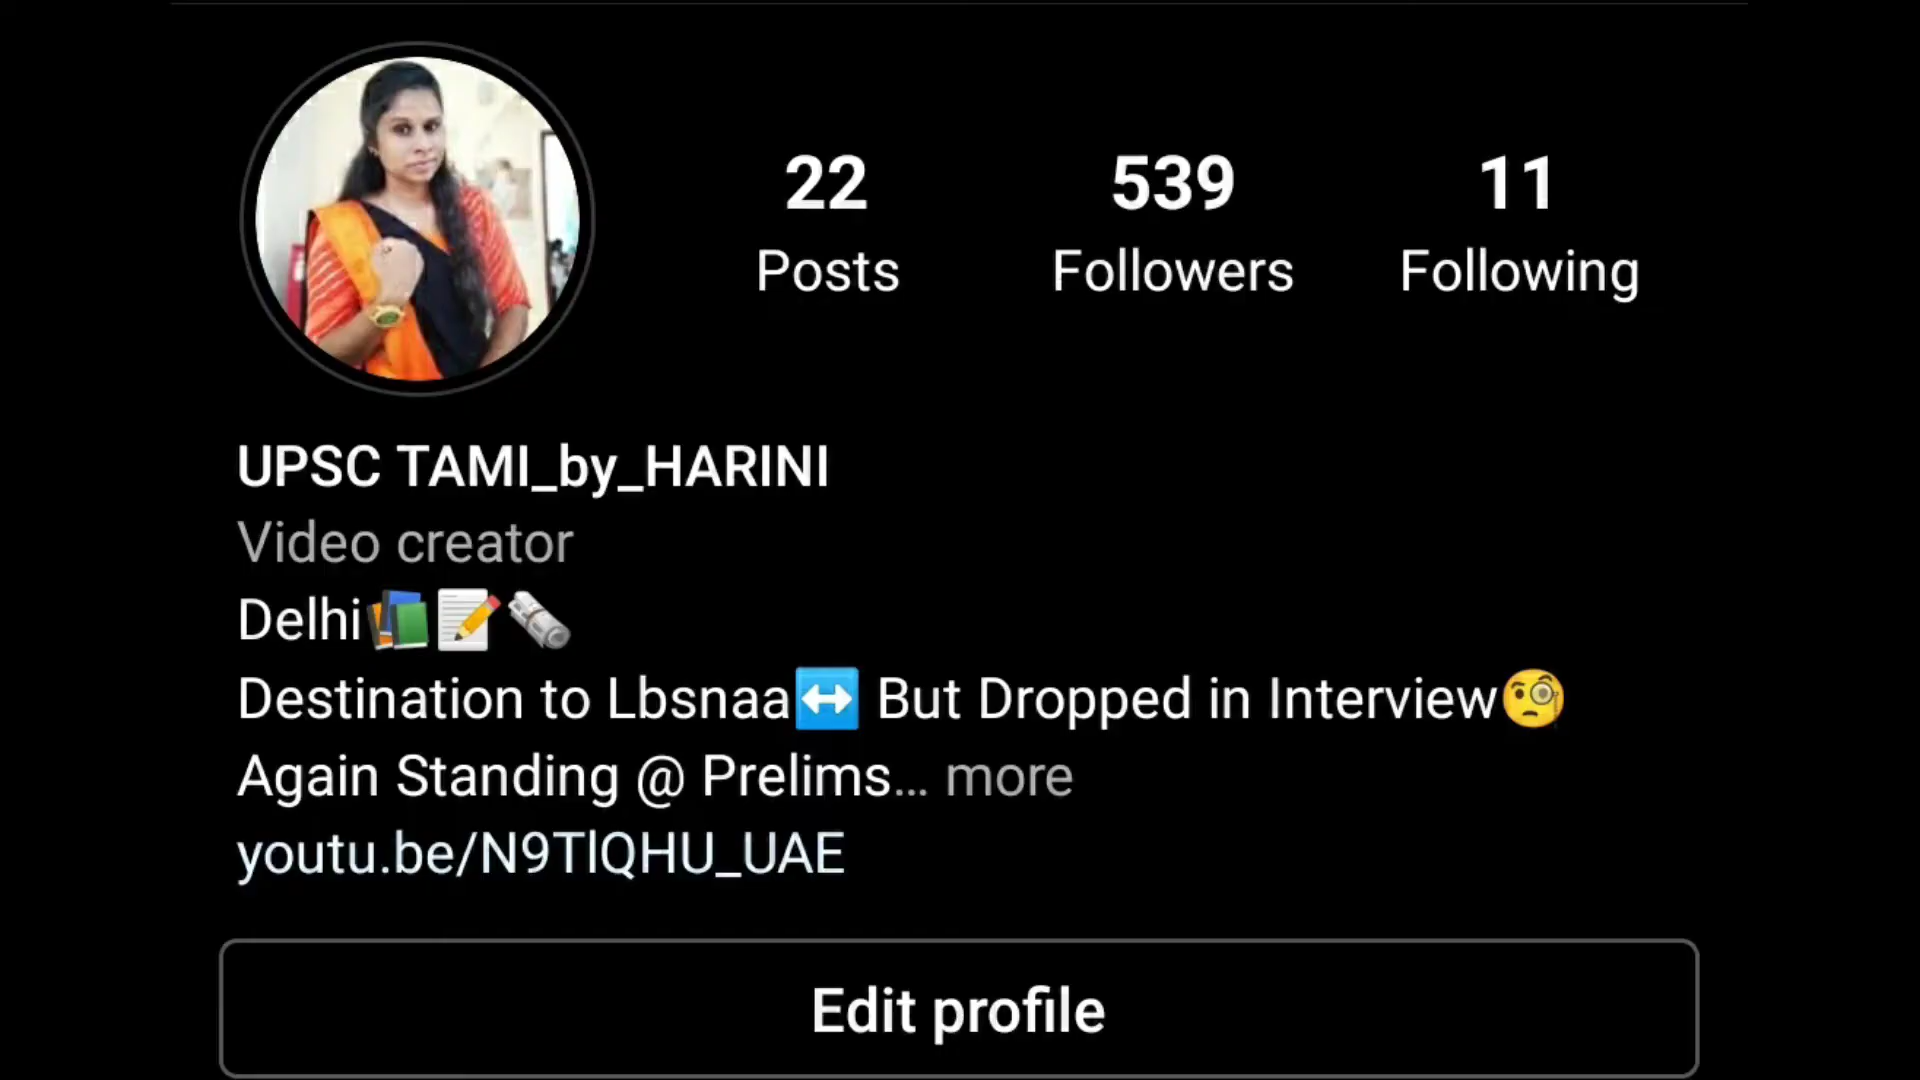 22
Posts
539
Followers
11
Following
UPSC TAMI_by_HARINI
Video creator
Delhi📚📝🗞️
Destination to Lbsnaa↔️ But Dropped in Interview🧐
Again Standing @ Prelims... more
youtu.be/N9TlQHU_UAE
Edit profile